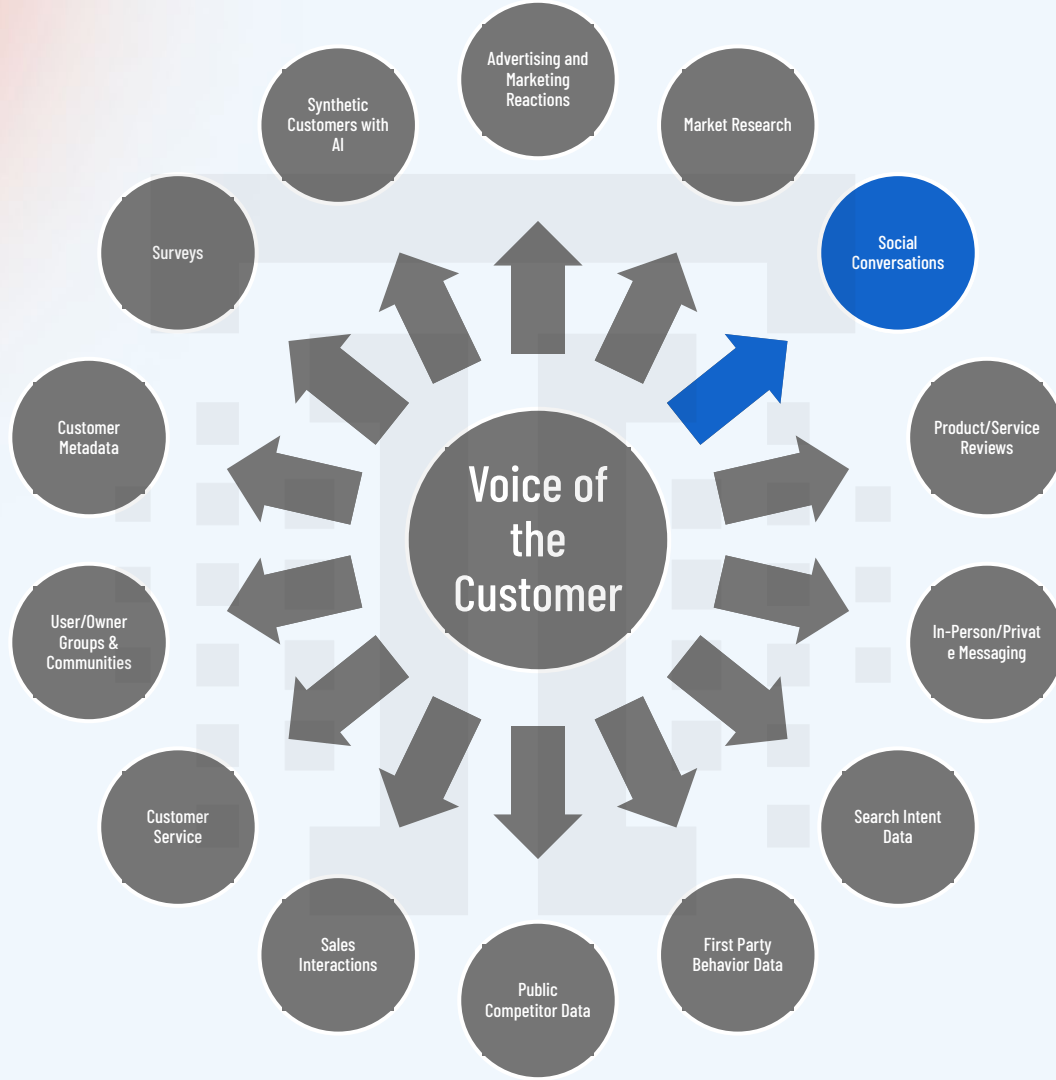 Advertising and
Marketing
Reactions
Market Research
Social
Conversations
Product/Service
Reviews
In-Person/Privat
e Messaging
Search Intent
Data
First Party
Behavior Data
Public
Competitor Data
Sales
Interactions
Customer
Service
User/Owner
Groups &
Communities
Customer
Metadata
Surveys
Synthetic
Customers with
AI
Voice of
the
Customer